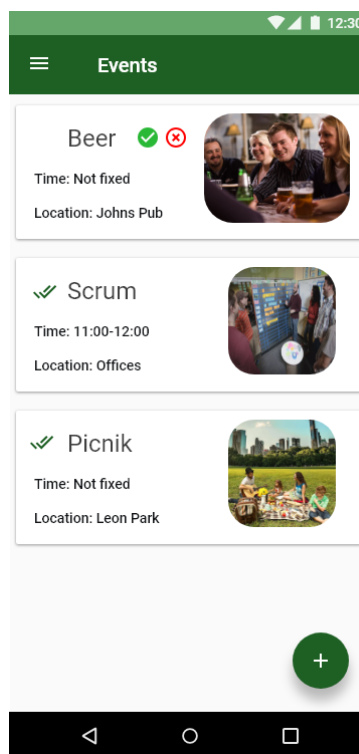 12:30
Events
Beer
Time: Not fixed
Location: Johns Pub
Scrum
Time: 11:00-12:00
Location: Offices
Picnik
Time: Not fixed
Location: Leon Park
+